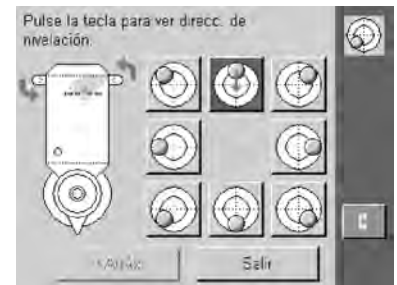 Pulse la tecla para ver direcc. de
nivelación.
Salir